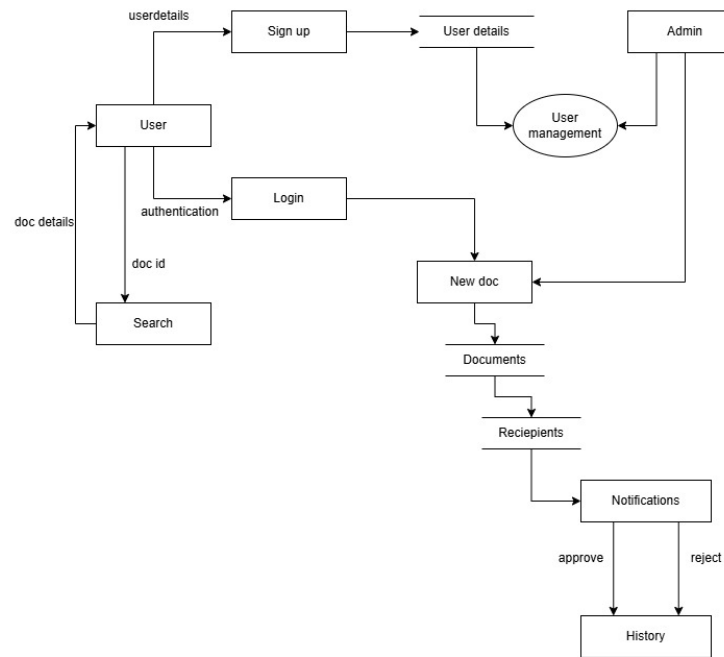 userdetails
Sign up
User details
Admin
User
User
management
authentication
Login
doc details
doc id
New doc
Search
Documents
Reciepients
Notifications
approve
reject
History